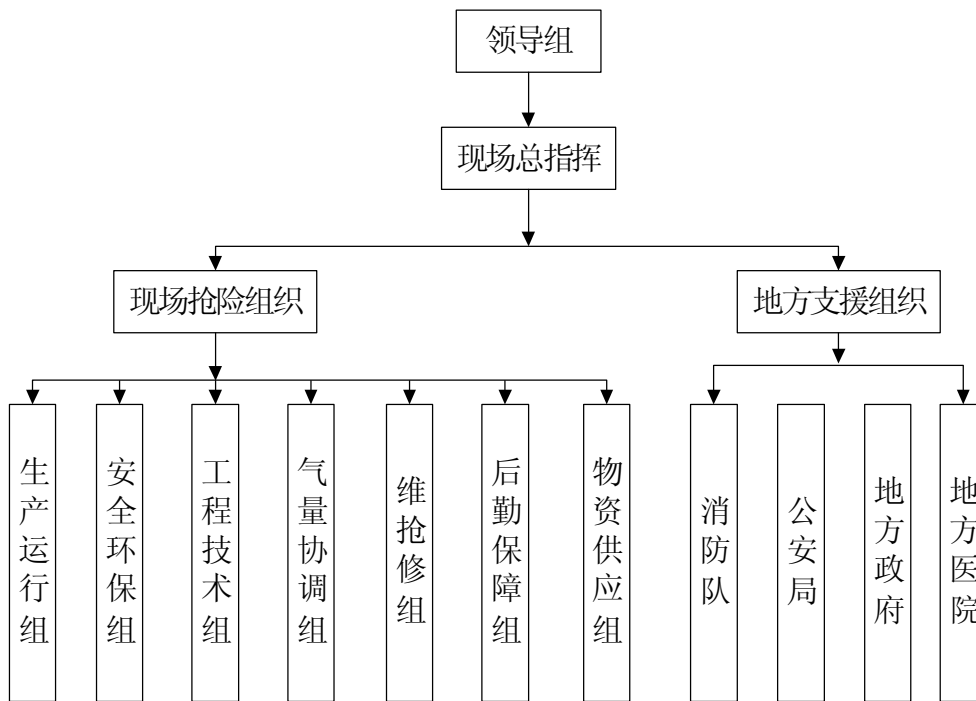 领导组
现场总指挥
现场抢险组织
地方支援组织
生产运行组
安全环保组
工程技术组
气量协调组
维抢修组
后勤保障组
物资供应组
消防队
公安局
地方政府
地方医院